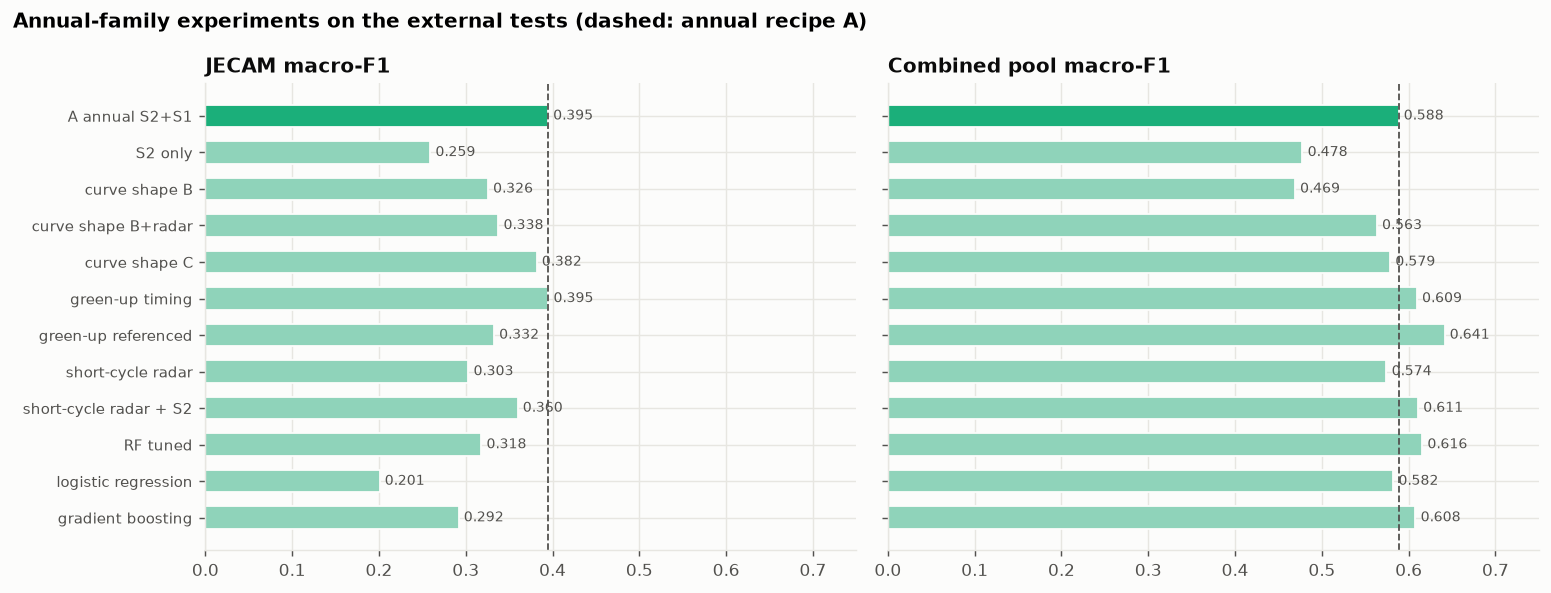 Annual-family experiments on the external tests (dashed: annual recipe A)
JECAM macro-F1
A annual S2+S1 0.395
S2 only 0.259
curve shape B 0.326
curve shape B+radar 0.338
curve shape C 0.382
green-up timing 0.395
green-up referenced 0.332
short-cycle radar 0.303
short-cycle radar + S2 0.360
RF tuned 0.318
logistic regression 0.201
gradient boosting 0.292
0.0 0.1 0.2 0.3 0.4 0.5 0.6 0.7
Combined pool macro-F1
0.588
0.478
0.469
0.563
0.579
0.609
0.641
0.574
0.611
0.616
0.582
0.608
0.0 0.1 0.2 0.3 0.4 0.5 0.6 0.7